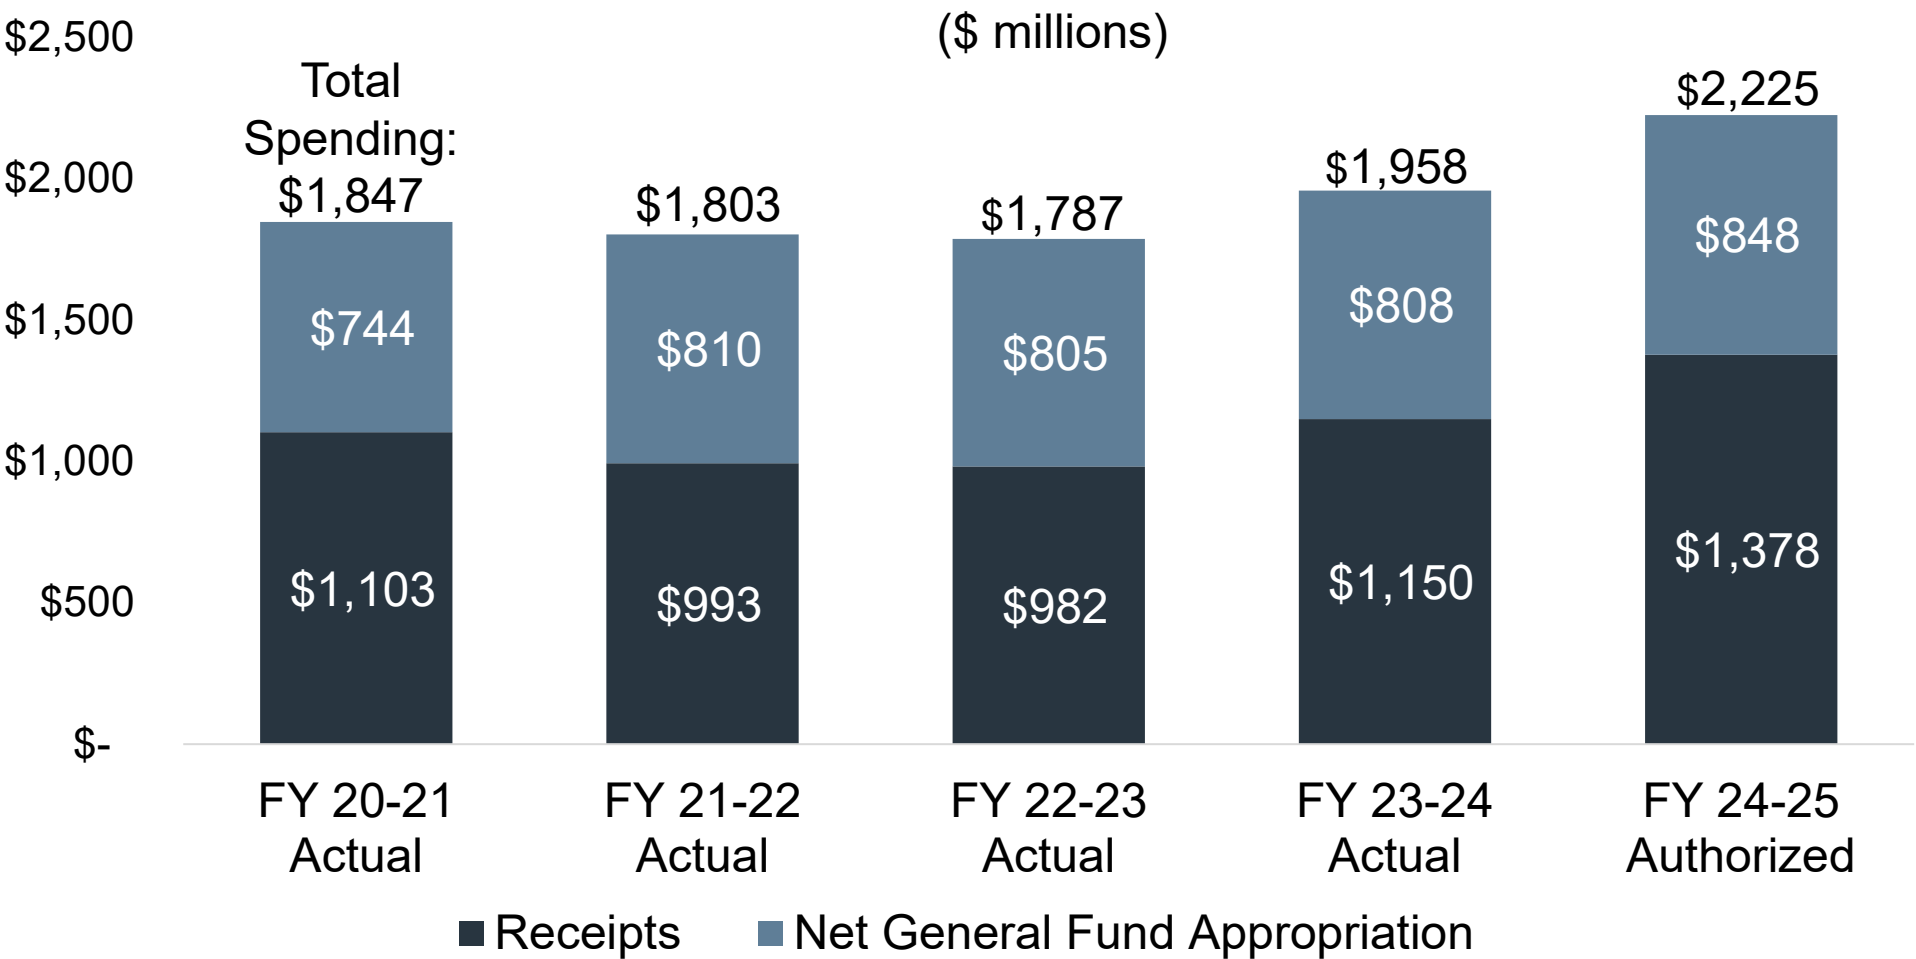 ($ millions)
$2,500
$2,000
$1,500
$1,000
$500
$-
Total
Spending:
$1,847
$1,803
$1,787
$1,958
$2,225
$744
$810
$805
$808
$848
$1,103
$993
$982
$1,150
$1,378
FY 20-21
Actual
FY 21-22
Actual
FY 22-23
Actual
FY 23-24
Actual
FY 24-25
Authorized
Receipts
Net General Fund Appropriation